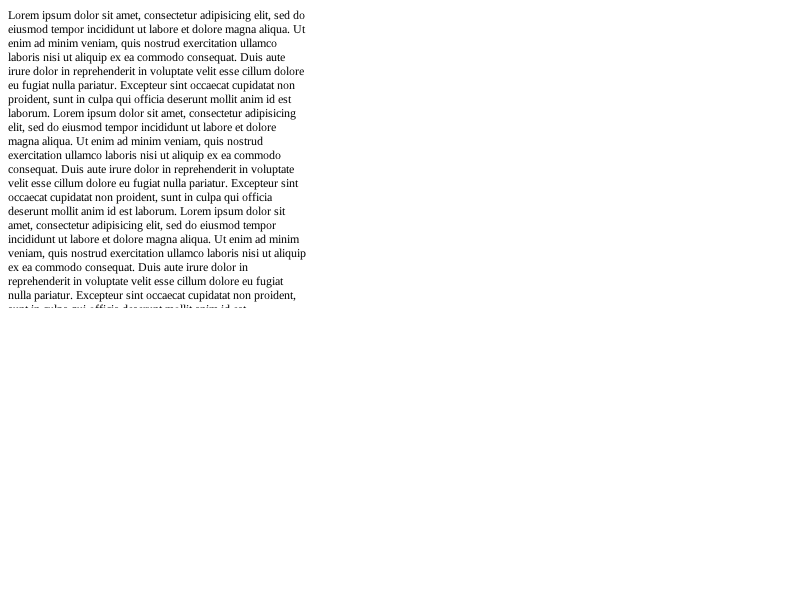 Lorem ipsum dolor sit amet, consectetur adipisicing elit, sed do
eiusmod tempor incididunt ut labore et dolore magna aliqua. Ut
enim ad minim veniam, quis nostrud exercitation ullamco
laboris nisi ut aliquip ex ea commodo consequat. Duis aute
irure dolor in reprehenderit in voluptate velit esse cillum dolore
eu fugiat nulla pariatur. Excepteur sint occaecat cupidatat non
proident, sunt in culpa qui officia deserunt mollit anim id est
laborum. Lorem ipsum dolor sit amet, consectetur adipisicing
elit, sed do eiusmod tempor incididunt ut labore et dolore
magna aliqua. Ut enim ad minim veniam, quis nostrud
exercitation ullamco laboris nisi ut aliquip ex ea commodo
consequat. Duis aute irure dolor in reprehenderit in voluptate
velit esse cillum dolore eu fugiat nulla pariatur. Excepteur sint
occaecat cupidatat non proident, sunt in culpa qui officia
deserunt mollit anim id est laborum. Lorem ipsum dolor sit
amet, consectetur adipisicing elit, sed do eiusmod tempor
incididunt ut labore et dolore magna aliqua. Ut enim ad minim
veniam, quis nostrud exercitation ullamco laboris nisi ut aliquip
ex ea commodo consequat. Duis aute irure dolor in
reprehenderit in voluptate velit esse cillum dolore eu fugiat
nulla pariatur. Excepteur sint occaecat cupidatat non proident,